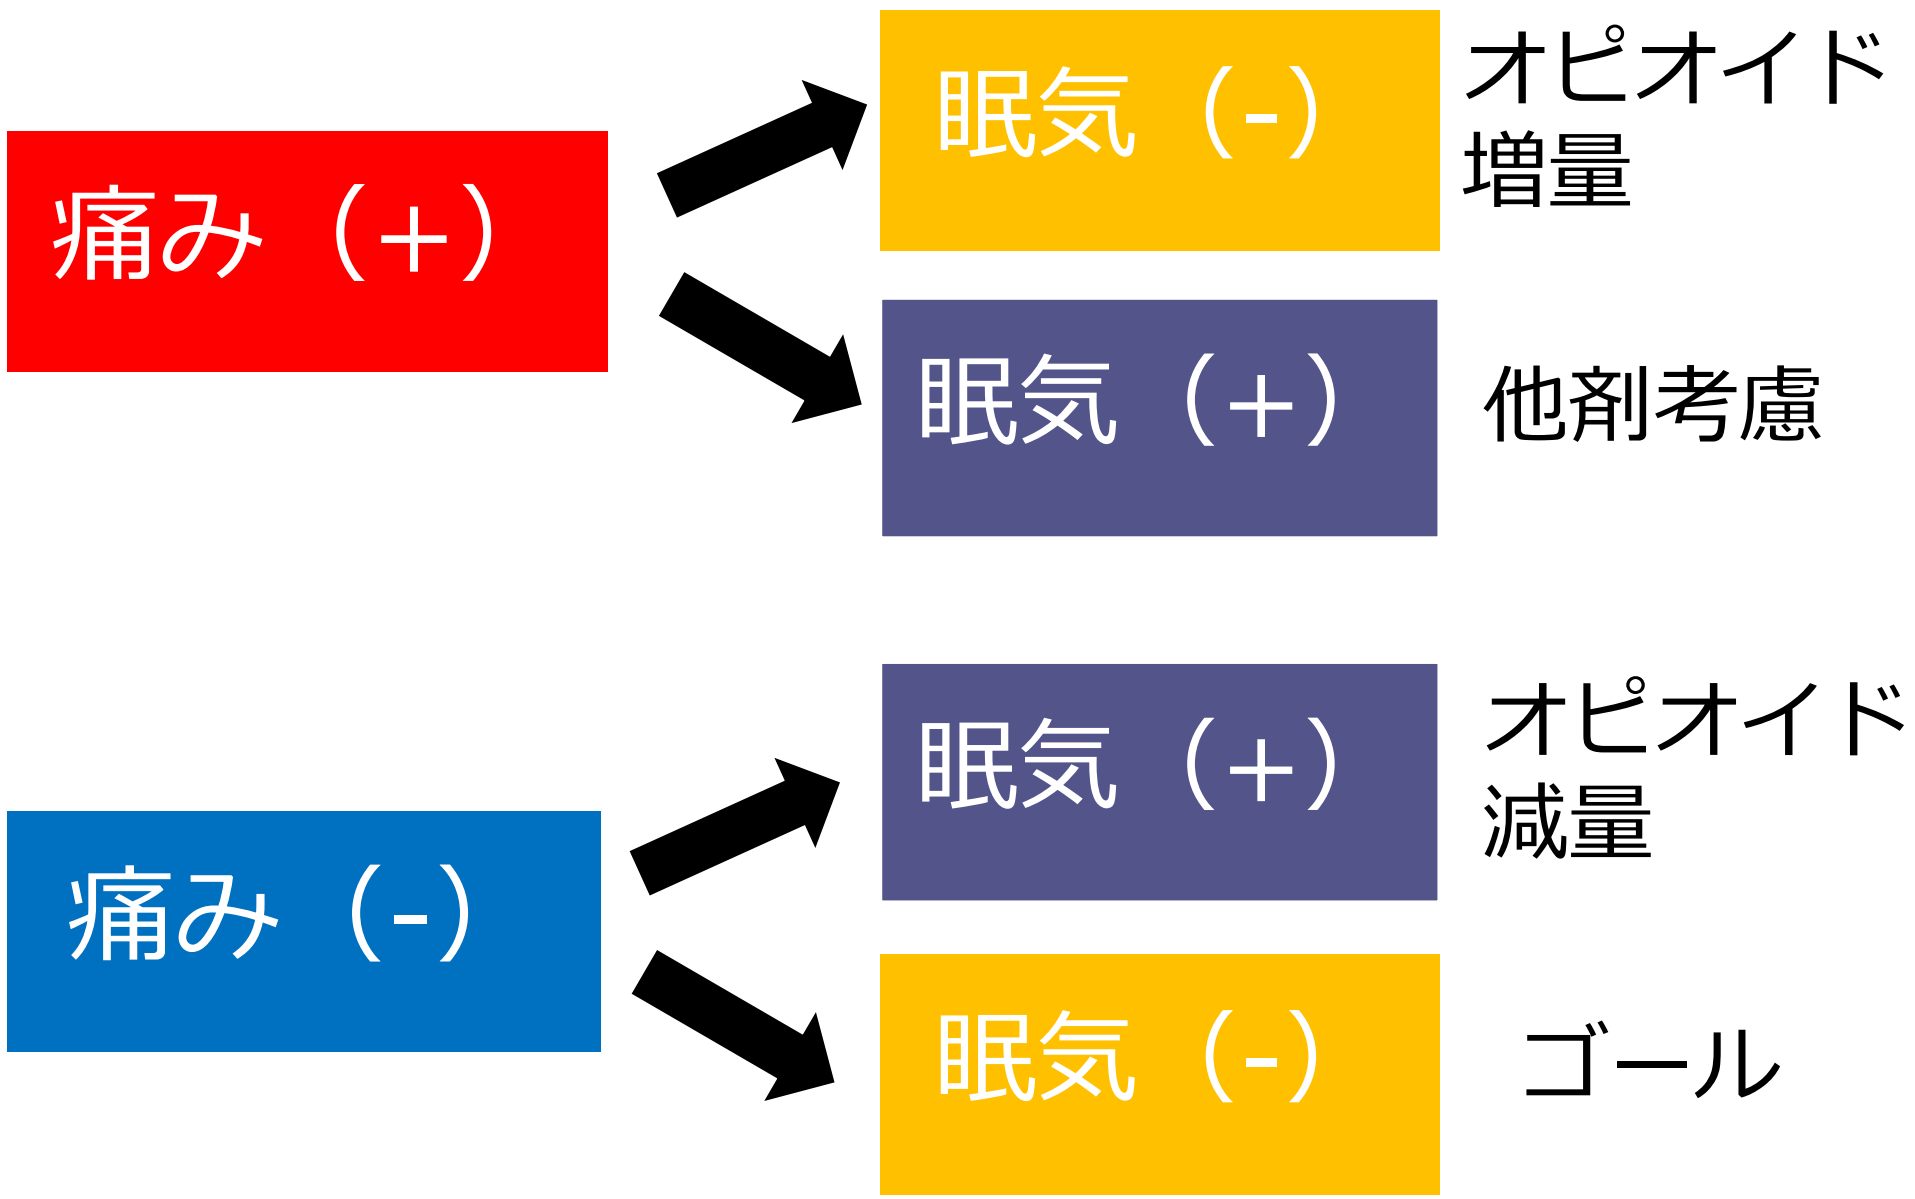 痛み（+）
眠気（-）
オピオイド
増量
眠気（+）
他剤考慮
痛み（-）
眠気（+）
オピオイド
減量
眠気（-）
ゴール